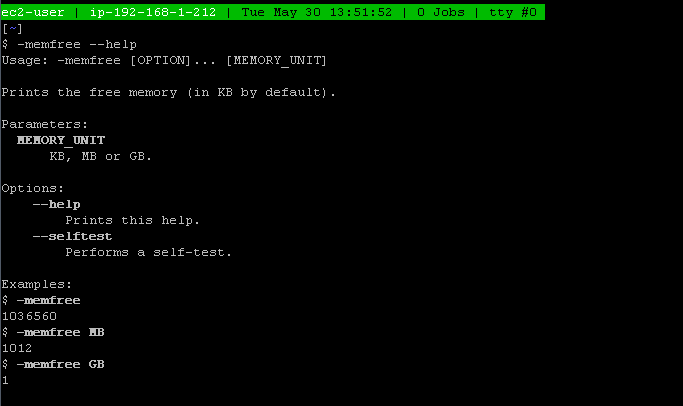 ec2-user | ip-192-168-1-212 | Tue May 30 13:51:52 | 0 Jobs | tty #0
[~]
$ -memfree --help
Usage: -memfree [OPTION]... [MEMORY_UNIT]
Prints the free memory (in KB by default).
Parameters:
MEMORY_UNIT
KB, MB or GB.
Options:
--help
Prints this help.
--selftest
Performs a self-test.
Examples:
$ -memfree
1036560
$ -memfree MB
1012
$ -memfree GB
1